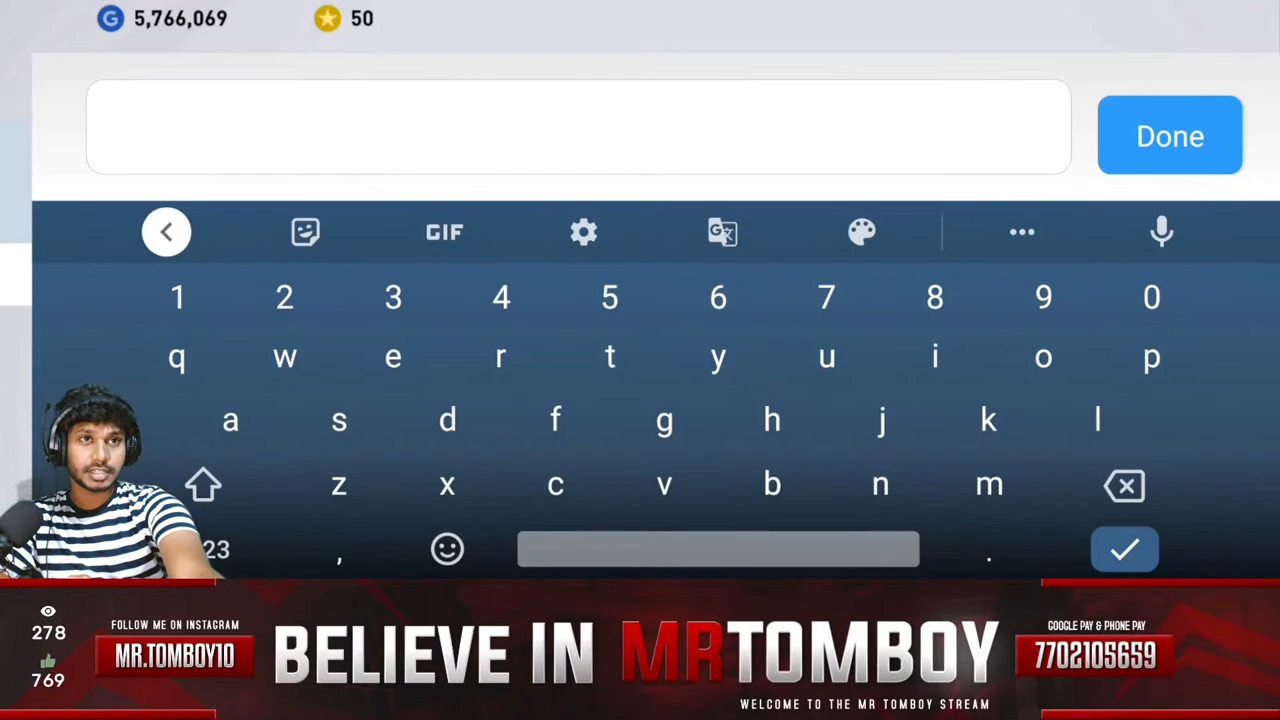 5,766,069 50
Done
GIF
1 2 3 4 5 6 7 8 9 0
q w e r t y u i o p
a s d f g h j k l
z x c v b n m
23 , .
278
769
FOLLOW ME ON INSTAGRAM
MR.TOMBOY10
BELIEVE IN MRTOMBOY
WELCOME TO THE MR TOMBOY STREAM
GOOGLE PAY & PHONE PAY
7702105659